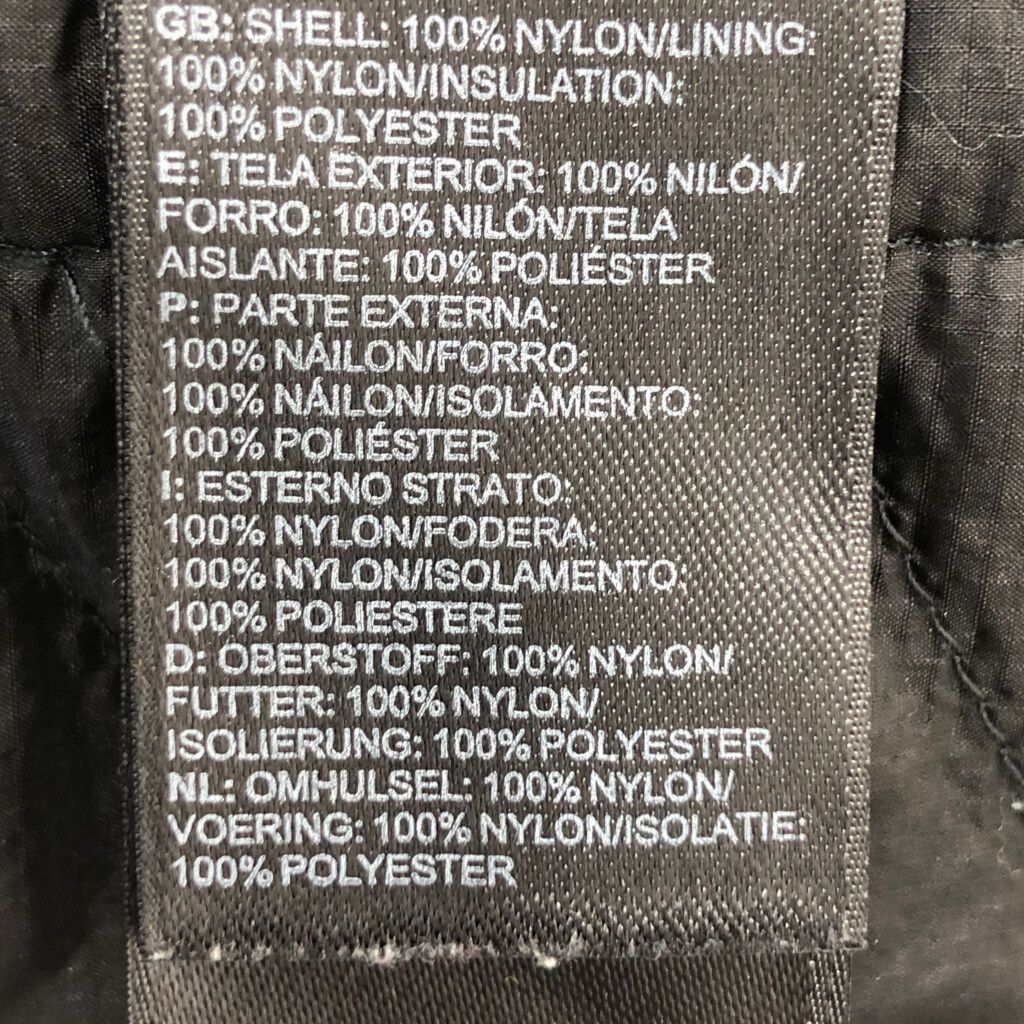 GB: SHELL: 100% NYLON/LINING:
100% NYLON/INSULATION:
100% POLYESTER
E: TELA EXTERIOR: 100% NILÓN/
FORRO: 100% NILÓN/TELA
AISLANTE: 100% POLIÉSTER
P: PARTE EXTERNA:
100% NÁILON/FORRO:
100% NÁILON/ISOLAMENTO:
100% POLIÉSTER
I: ESTERNO STRATO:
100% NYLON/FODERA:
100% NYLON/ISOLAMENTO:
100% POLIESTERE
D: OBERSTOFF: 100% NYLON/
FUTTER: 100% NYLON/
ISOLIERUNG: 100% POLYESTER
NL: OMHULSEL: 100% NYLON/
VOERING: 100% NYLON/ISOLATIE:
100% POLYESTER